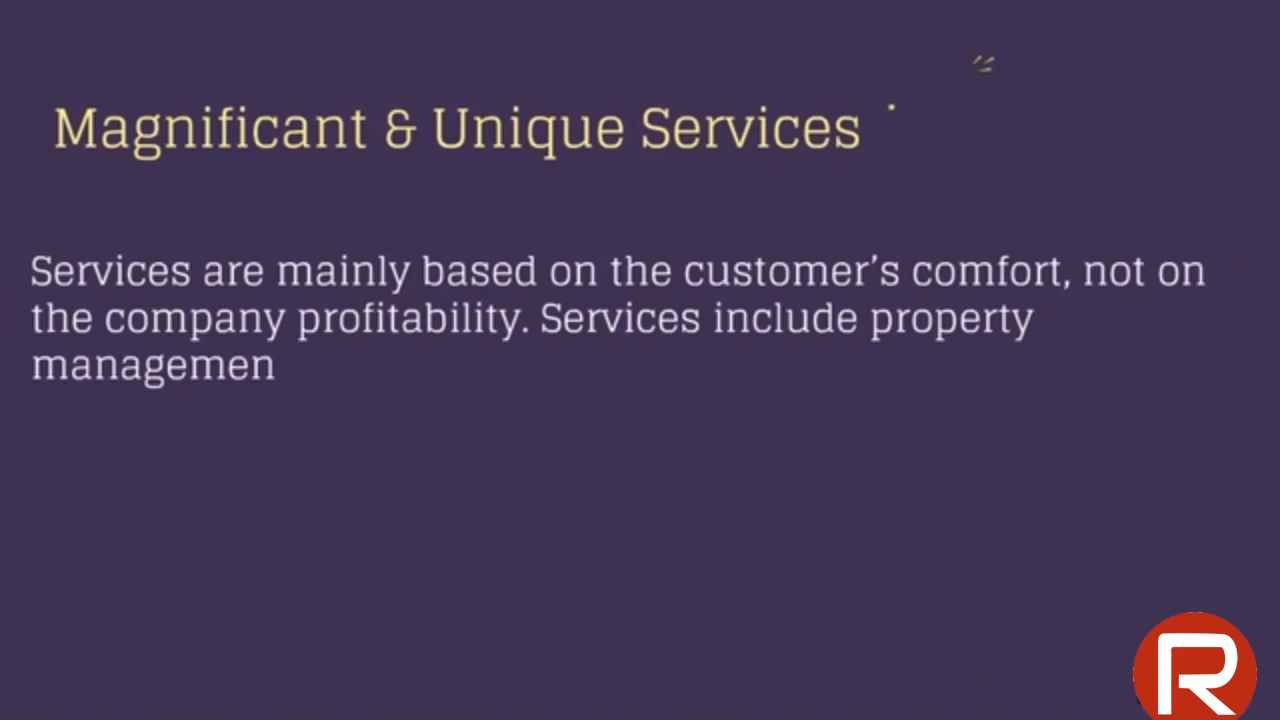 Magnificant & Unique Services
Services are mainly based on the customer’s comfort, not on
the company profitability. Services include property
managemen
R